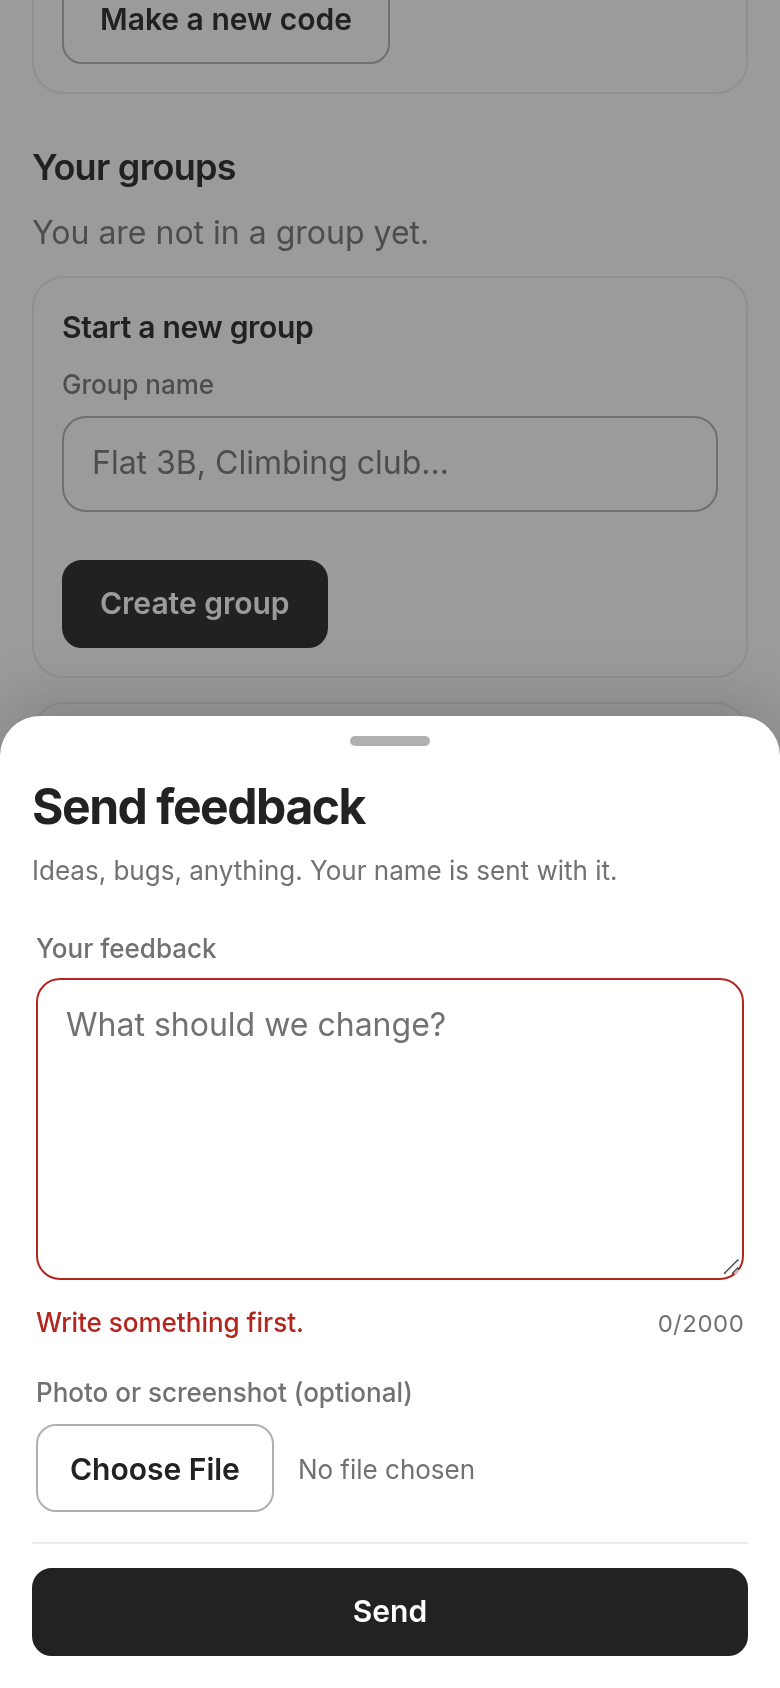 Make a new code
Your groups
You are not in a group yet.
Start a new group
Group name
Flat 3B, Climbing club...
Create group
Send feedback
Ideas, bugs, anything. Your name is sent with it.
Your feedback
What should we change?
Write something first.
0/2000
Photo or screenshot (optional)
Choose File
No file chosen
Send